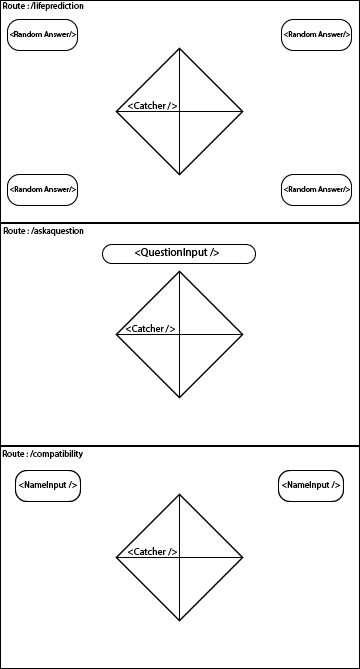 Route : /lifeprediction
<Random Answer/>
<Random Answer/>
<Catcher />
<Random Answer/>
<Random Answer/>
Route : /askaquestion
<QuestionInput />
<Catcher />
Route : /compatibility
<NameInput />
<NameInput />
<Catcher />